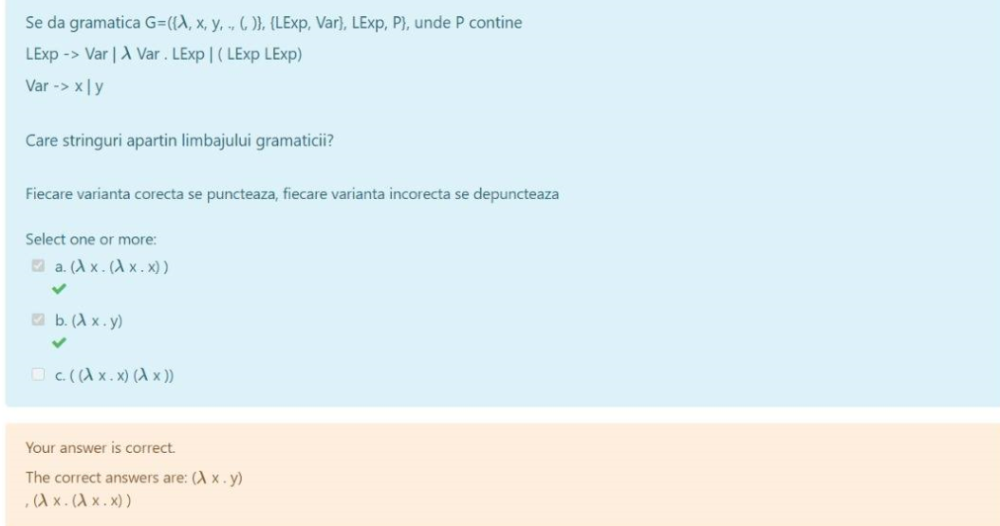 Se da gramatica G=({λ, x, y, ., (, )}, {LExp, Var}, LExp, P}, unde P contine
LExp -> Var | λ Var . LExp | ( LExp LExp)
Var -> x | y
Care stringuri apartin limbajului gramaticii?
Fiecare varianta corecta se puncteaza, fiecare varianta incorecta se depuncteaza
Select one or more:
a. (λ x . (λ x . x) )
b. (λ x . y)
c. ( (λ x . x) (λ x ))
Your answer is correct.
The correct answers are: (λ x . y)
, (λ x . (λ x . x) )